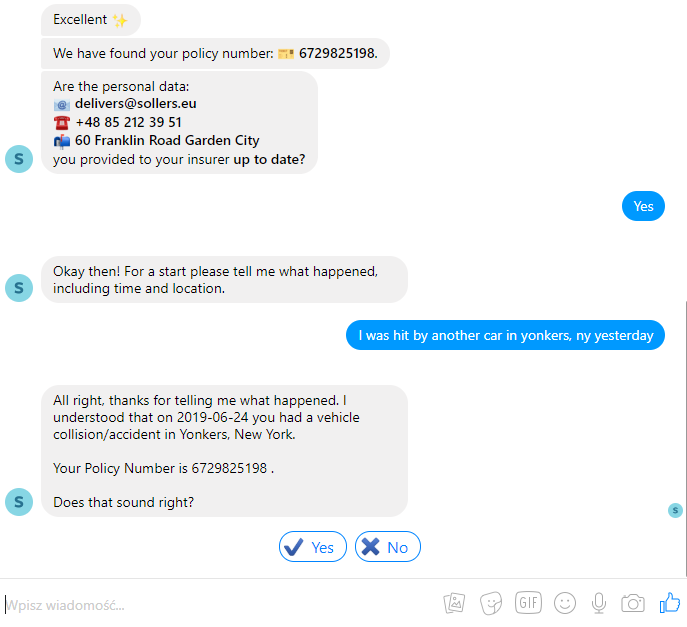 Excellent ✨
We have found your policy number: 🎫 6729825198.
Are the personal data:
📧 delivers@sollers.eu
☎️ +48 85 212 39 51
📬 60 Franklin Road Garden City
you provided to your insurer up to date?
S
Yes
Okay then! For a start please tell me what happened,
including time and location.
S
I was hit by another car in yonkers, ny yesterday
All right, thanks for telling me what happened. I
understood that on 2019-06-24 you had a vehicle
collision/accident in Yonkers, New York.
Your Policy Number is 6729825198 .
Does that sound right?
S
S
✔ Yes
✖ No
Wpisz wiadomość...
GIF